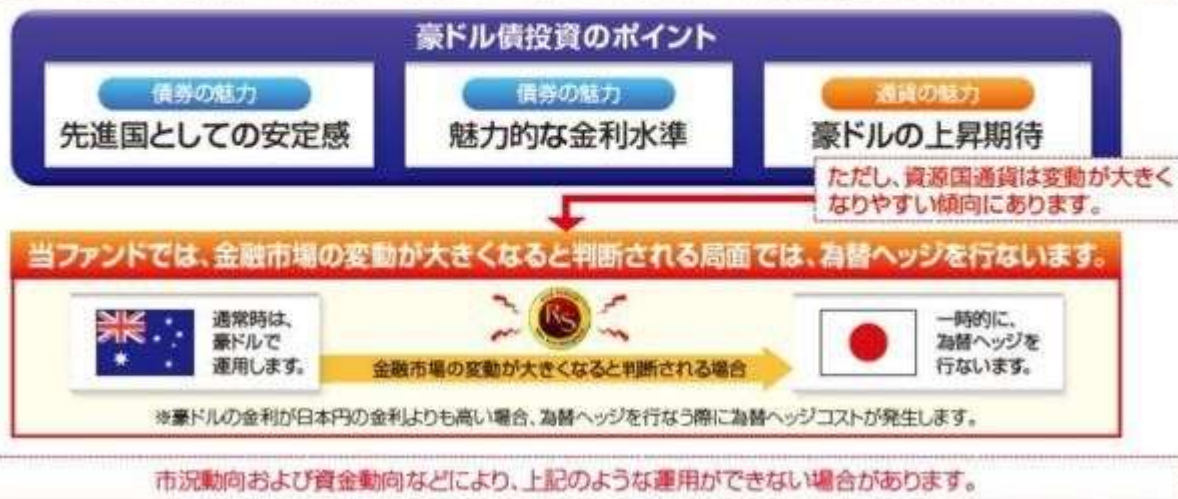 豪ドル債投資のポイント
債券の魅力
先進国としての安定感
債券の魅力
魅力的な金利水準
通貨の魅力
豪ドルの上昇期待
ただし、資源国通貨は変動が大きく
なりやすい傾向にあります。
当ファンドでは、金融市場の変動が大きくなると判断される局面では、為替ヘッジを行ないます。
通常時は、
豪ドルで
運用します。
RS
金融市場の変動が大きくなると判断される場合
一時的に、
為替ヘッジを
行ないます。
※豪ドルの金利が日本円の金利よりも高い場合、為替ヘッジを行なう際に為替ヘッジコストが発生します。
市況動向および資金動向などにより、上記のような運用ができない場合があります。